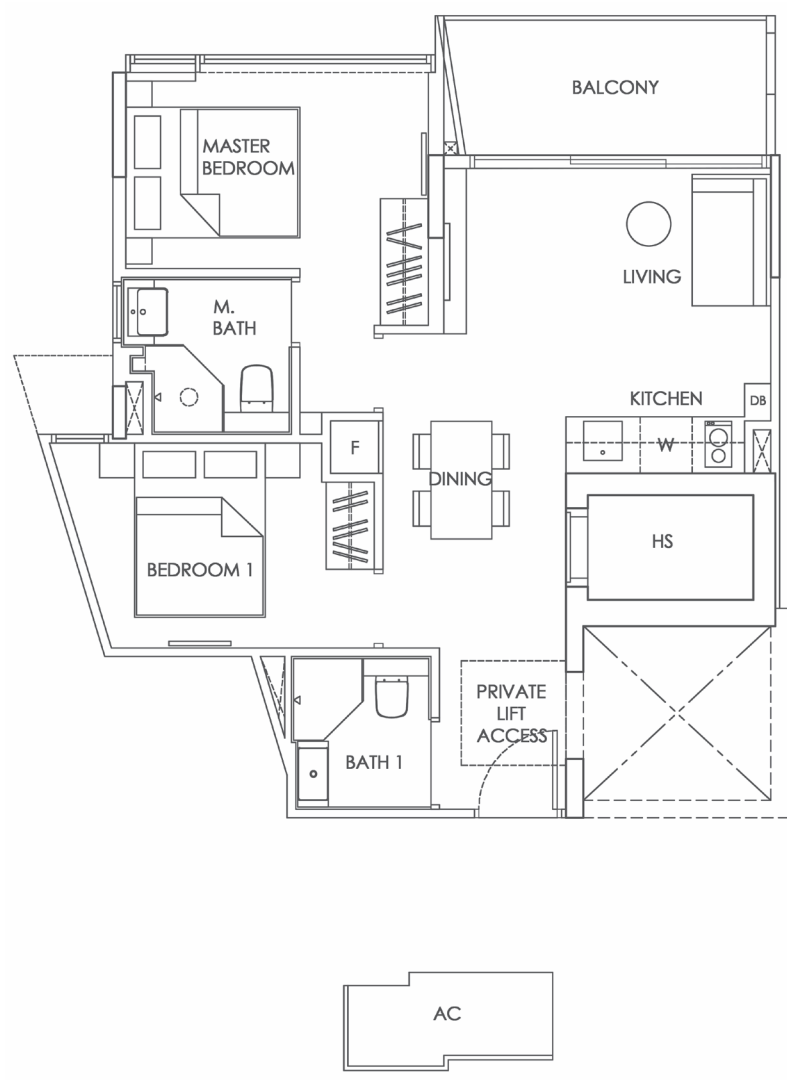 BALCONY
MASTER
BEDROOM
LIVING
M.
BATH
KITCHEN
DB
F
W
DINING
HS
BEDROOM 1
PRIVATE
LIFT
ACCESS
BATH 1
AC